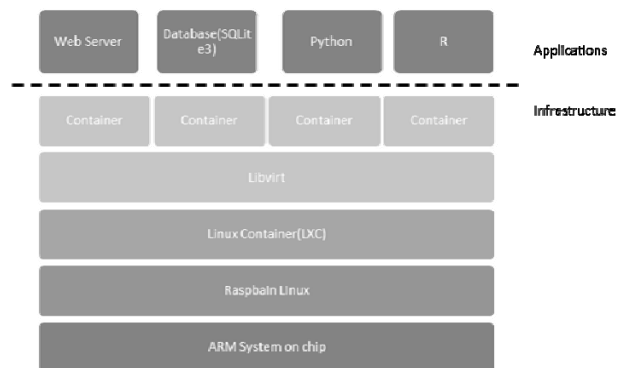 Web Server
Database(SQLit
e3)
Python
R
Applications
Infrastructure
Container
Container
Container
Container
Libvirt
Linux Container(LXC)
Raspbain Linux
ARM System on chip